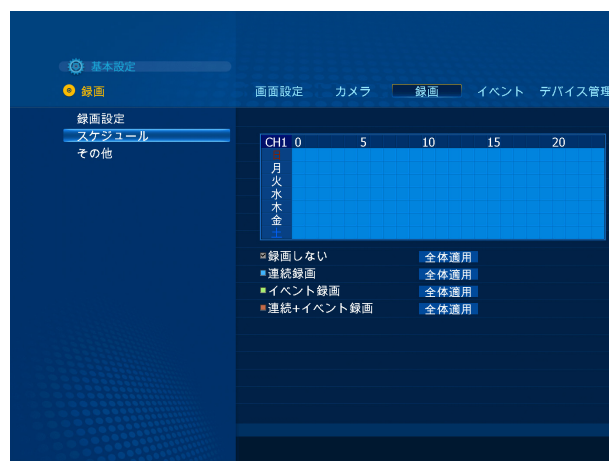 基本設定
録画
画面設定 カメラ 録画 イベント デバイス管理
録画設定
スケジュール
その他
CH1 0 5 10 15 20
日
月
火
水
木
金
土
録画しない 全体適用
連続録画 全体適用
イベント録画 全体適用
連続+イベント録画 全体適用